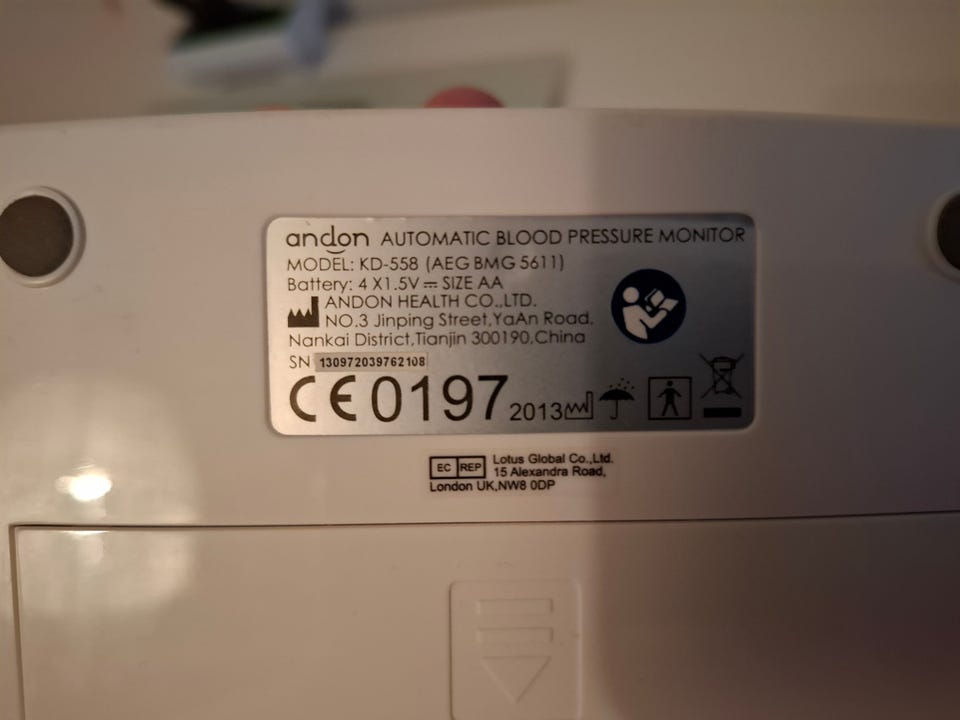 andon AUTOMATIC BLOOD PRESSURE MONITOR
MODEL: KD-558 (AEG BMG 5611)
Battery: 4 X1.5V SIZE AA
ANDON HEALTH CO.,LTD.
NO.3 Jinping Street,YaAn Road,
Nankai District,Tianjin 300190,China
SN 130972039762108
CE 0197 2013
EC REP Lotus Global Co.,Ltd.
15 Alexandra Road,
London UK,NW8 0DP